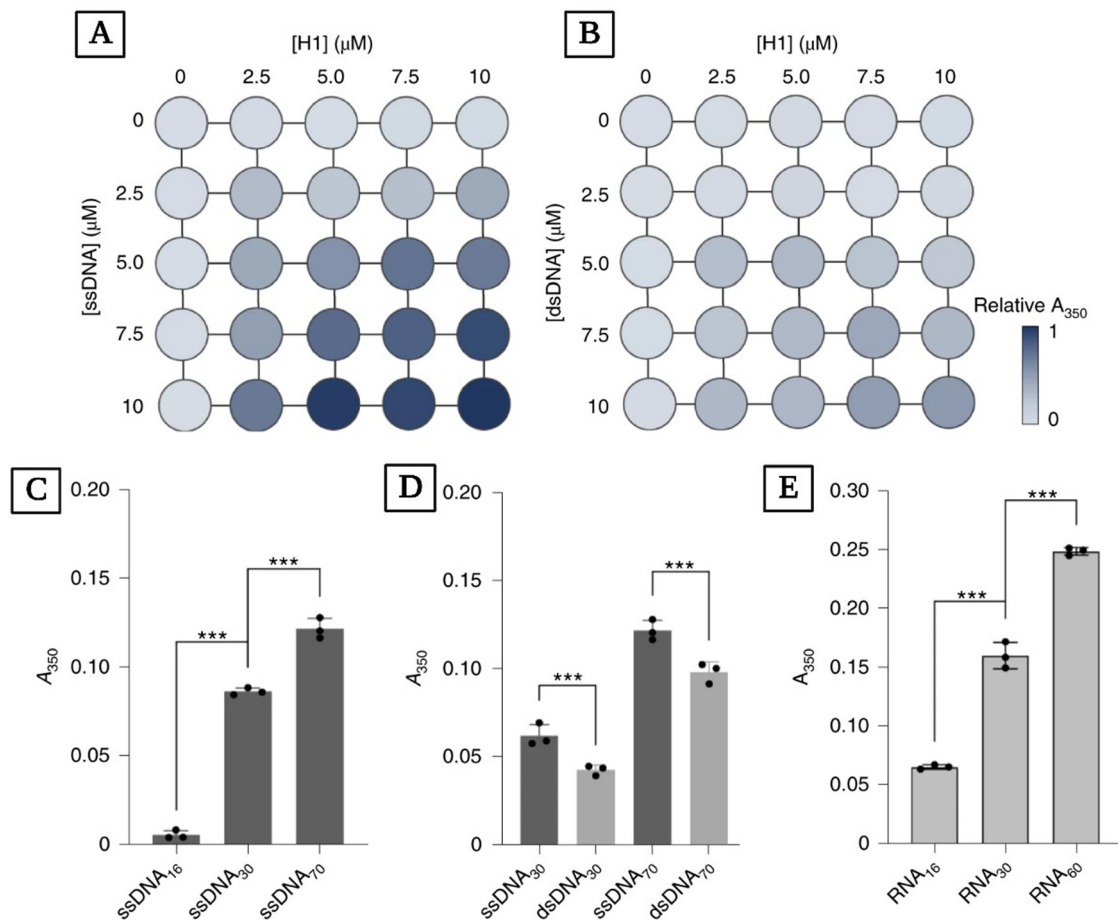 A
[H1] (μM)
0 2.5 5.0 7.5 10
[ssDNA] (μM)
0
2.5
5.0
7.5
10
B
[H1] (μM)
0 2.5 5.0 7.5 10
[dsDNA] (μM)
0
2.5
5.0
7.5
10
Relative A350
1
0
C
A350
0.20
0.15
0.10
0.05
0
***
***
ssDNA16 ssDNA30 ssDNA70
D
A350
0.20
0.15
0.10
0.05
0
***
***
ssDNA30 dsDNA30 ssDNA70 dsDNA70
E
A350
0.30
0.25
0.20
0.15
0.10
0.05
0
***
***
RNA16 RNA30 RNA60